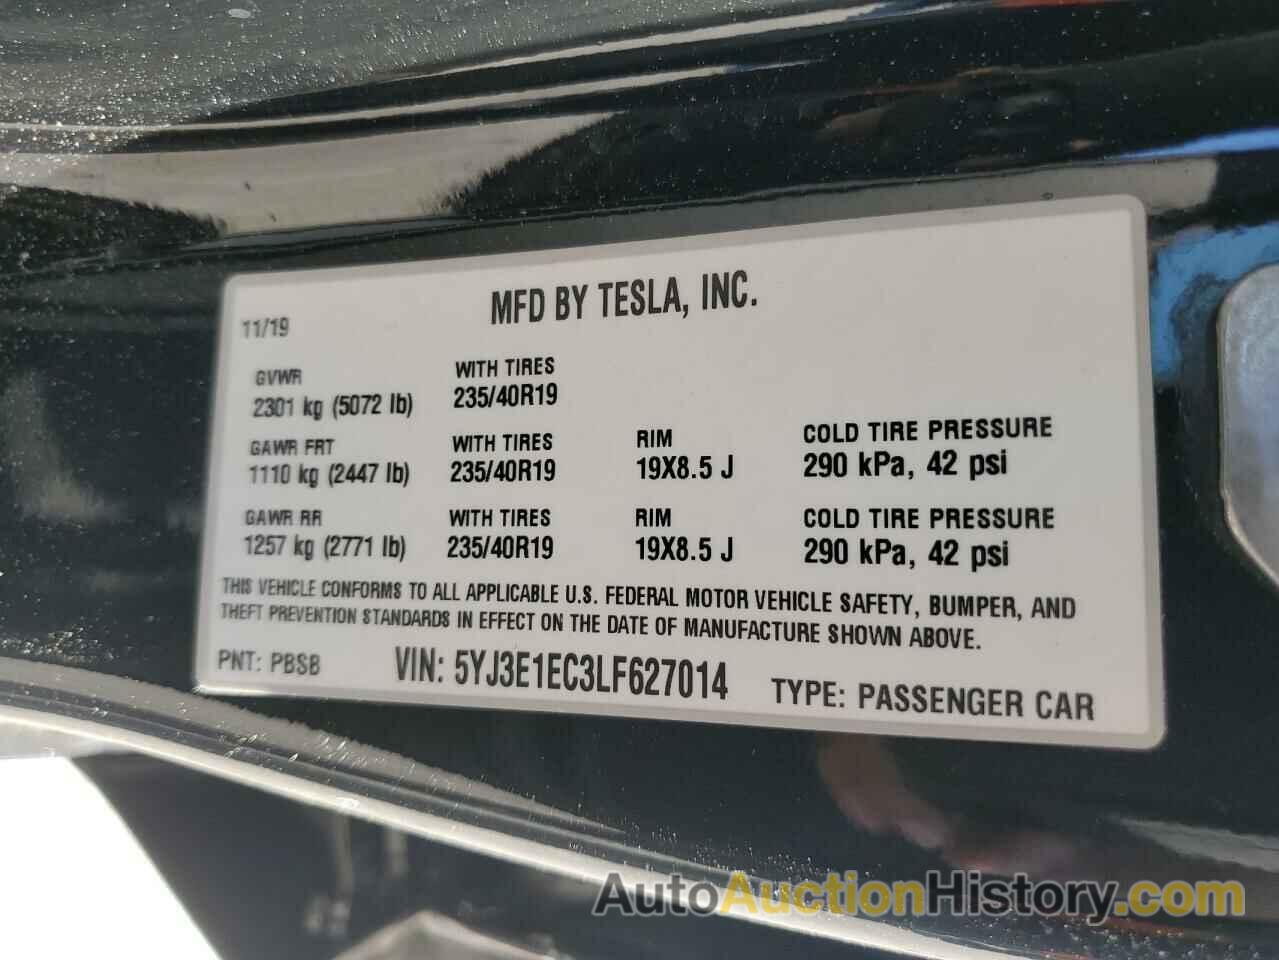 MFD BY TESLA, INC.
11/19
GVWR
2301 kg (5072 lb)
WITH TIRES
235/40R19
GAWR FRT
1110 kg (2447 lb)
WITH TIRES
235/40R19
RIM
19X8.5 J
COLD TIRE PRESSURE
290 kPa, 42 psi
GAWR RR
1257 kg (2771 lb)
WITH TIRES
235/40R19
RIM
19X8.5 J
COLD TIRE PRESSURE
290 kPa, 42 psi
THIS VEHICLE CONFORMS TO ALL APPLICABLE U.S. FEDERAL MOTOR VEHICLE SAFETY, BUMPER, AND
THEFT PREVENTION STANDARDS IN EFFECT ON THE DATE OF MANUFACTURE SHOWN ABOVE.
PNT: PBSB VIN: 5YJ3E1EC3LF627014 TYPE: PASSENGER CAR
AutoAuctionHistory.com